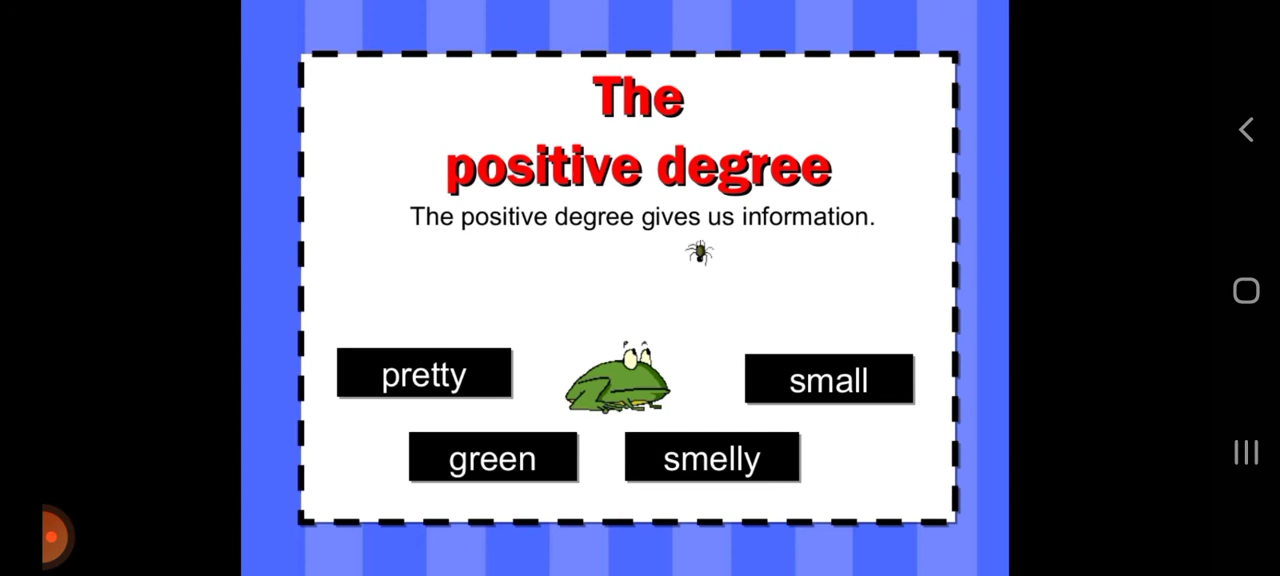 The
positive degree
The positive degree gives us information.
pretty
small
green
smelly